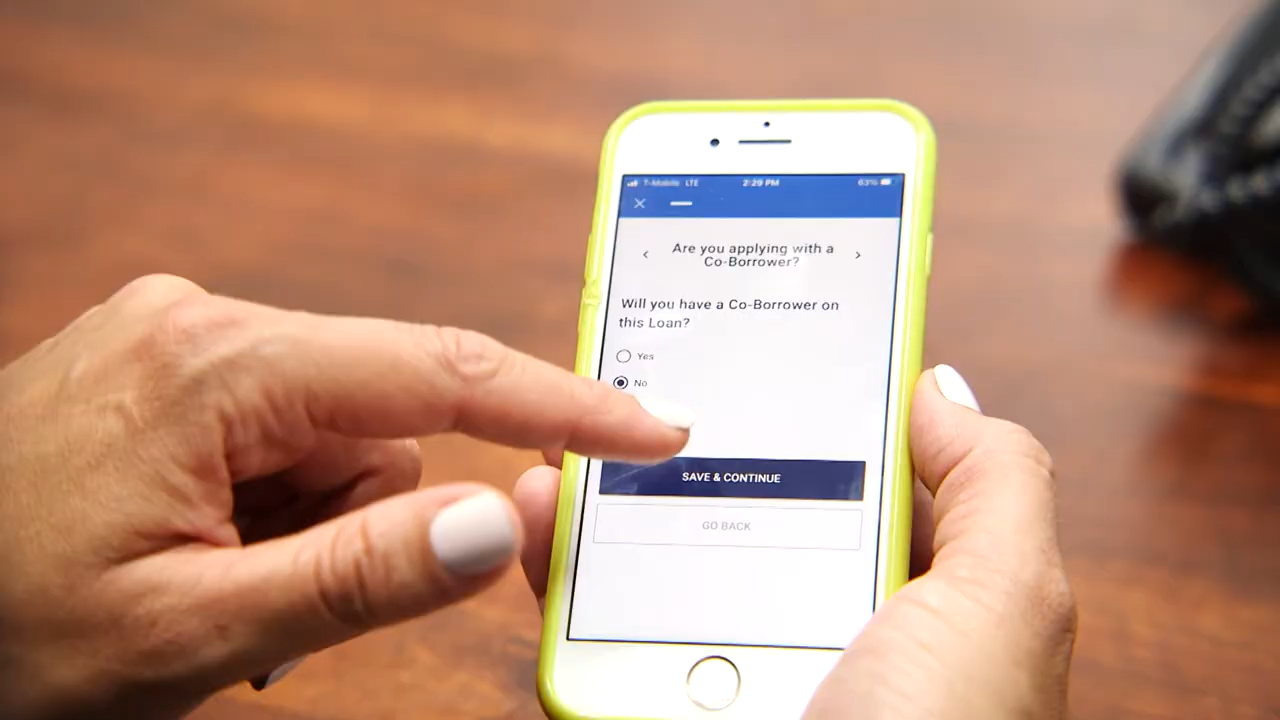 T-Mobile LTE 2:29 PM 63%
Are you applying with a
Co-Borrower?
Will you have a Co-Borrower on
this Loan?
Yes
No
SAVE & CONTINUE
GO BACK